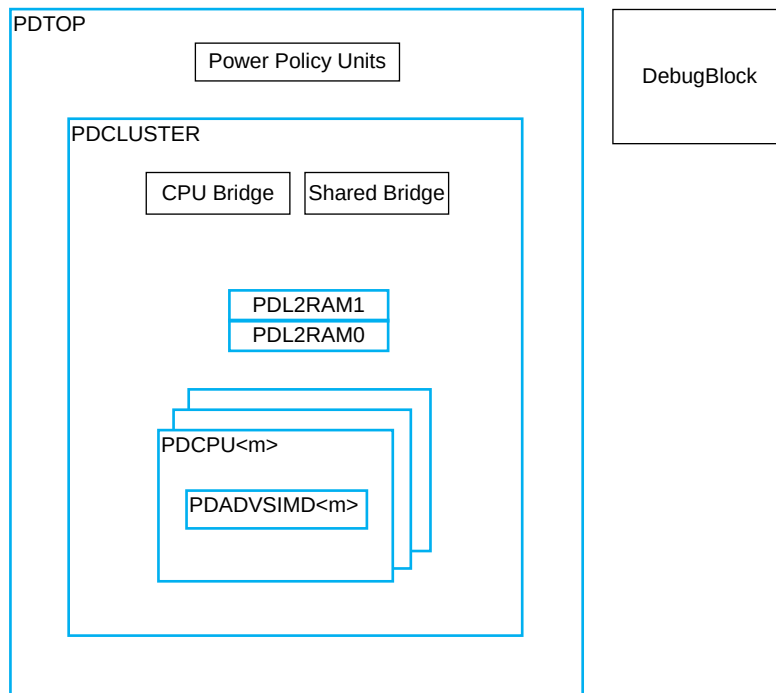 PDTOP
Power Policy Units
DebugBlock
PDCLUSTER
CPU Bridge
Shared Bridge
PDL2RAM1
PDL2RAM0
PDCPU<m>
PDADVSIMD<m>